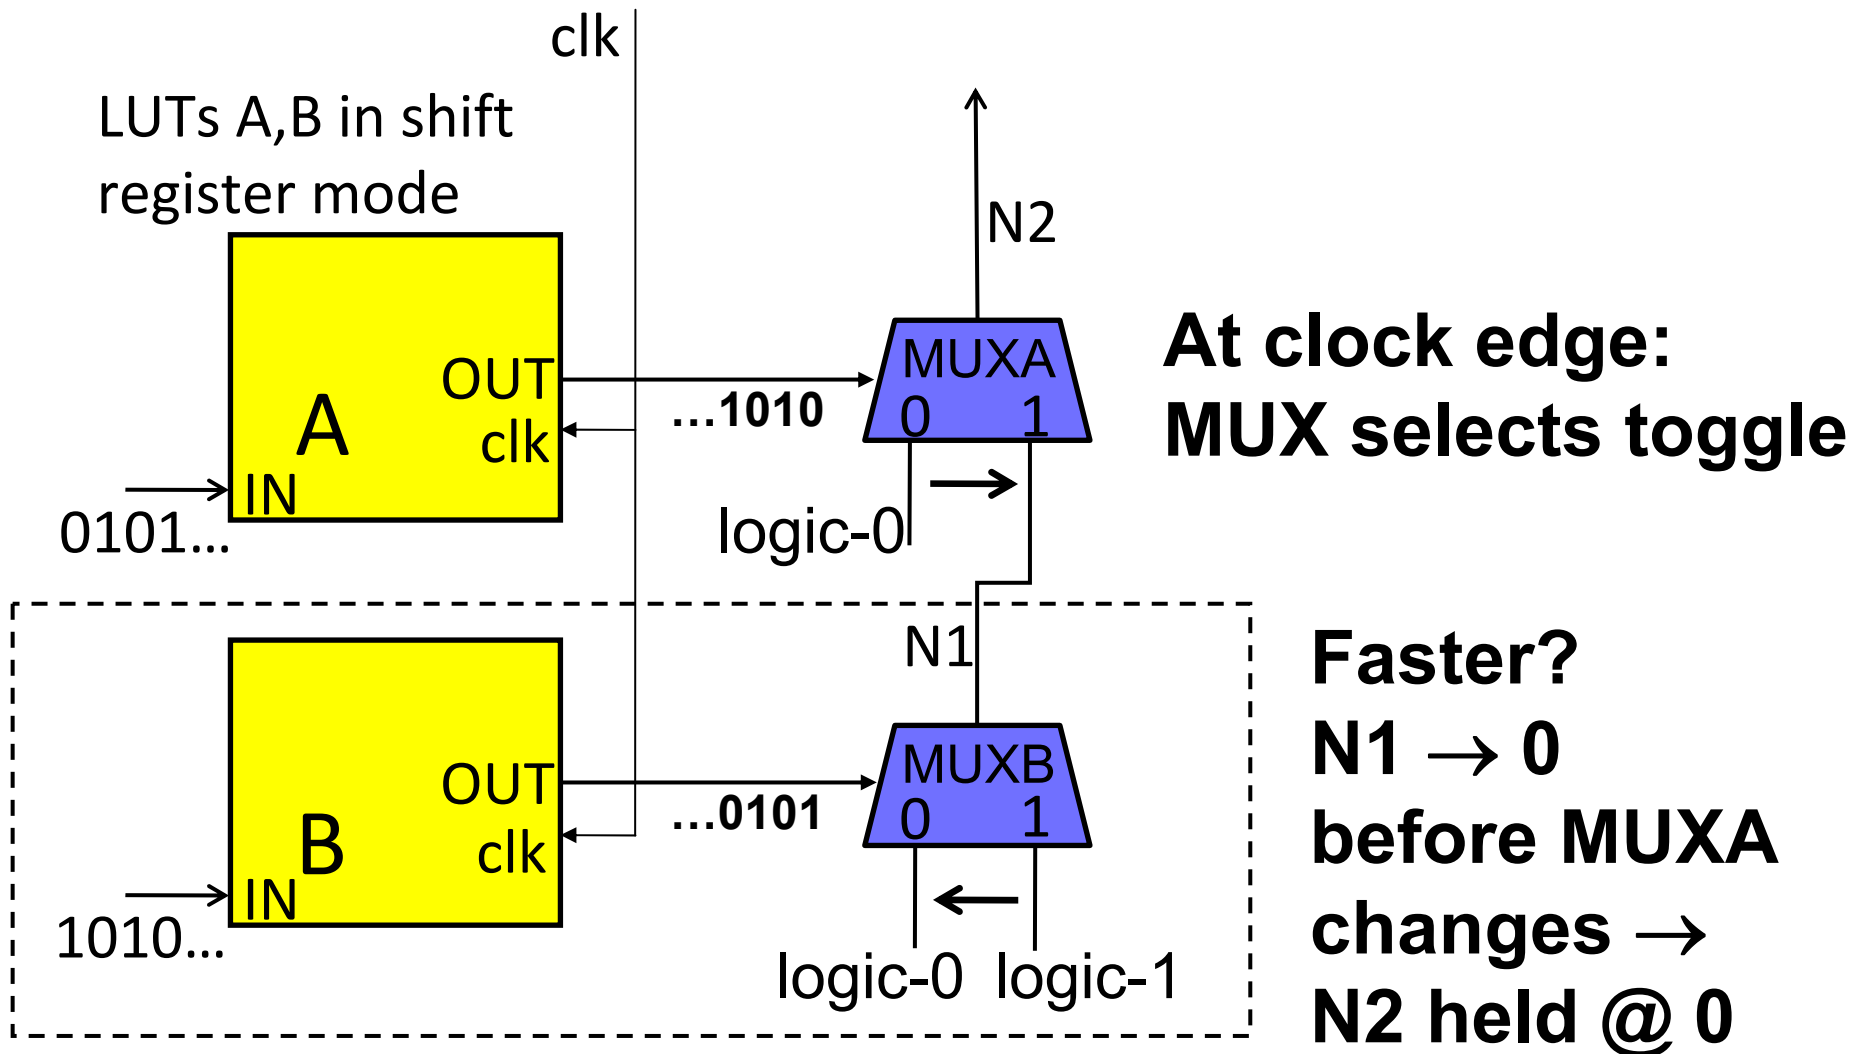 clk
LUTs A,B in shift
register mode
N2
OUT
clk
A
IN
0101...
...1010
MUXA
0 1
logic-0
At clock edge:
MUX selects toggle
N1
OUT
clk
B
IN
1010...
...0101
MUXB
0 1
logic-0 logic-1
Faster?
N1 → 0
before MUXA
changes →
N2 held @ 0